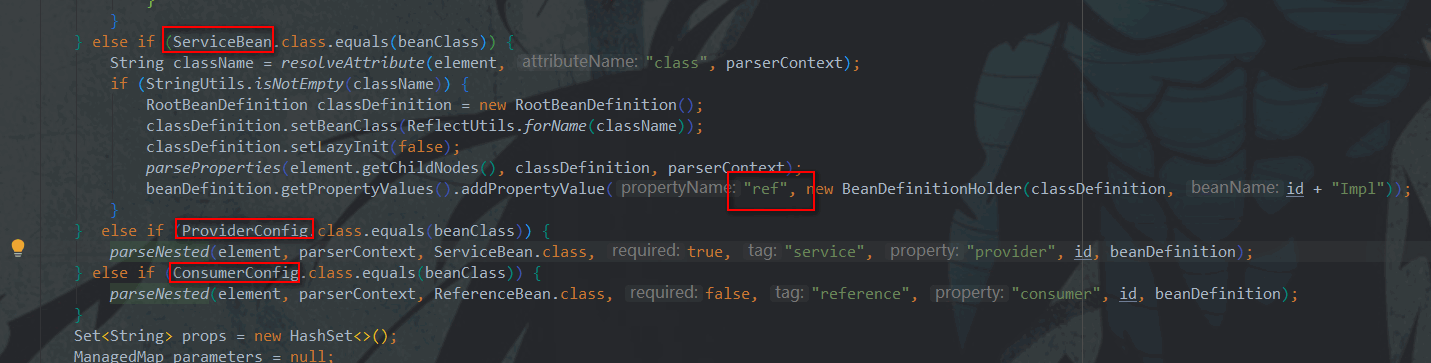 }
}
} else if (ServiceBean.class.equals(beanClass)) {
String className = resolveAttribute(element, attributeName: "class", parserContext);
if (StringUtils.isNotEmpty(className)) {
RootBeanDefinition classDefinition = new RootBeanDefinition();
classDefinition.setBeanClass(ReflectUtils.forName(className));
classDefinition.setLazyInit(false);
parseProperties(element.getChildNodes(), classDefinition, parserContext);
beanDefinition.getPropertyValues().addPropertyValue( propertyName: "ref", new BeanDefinitionHolder(classDefinition, beanName: id + "Impl"));
}
} else if (ProviderConfig.class.equals(beanClass)) {
parseNested(element, parserContext, ServiceBean.class, required: true, tag: "service", property: "provider", id, beanDefinition);
} else if (ConsumerConfig.class.equals(beanClass)) {
parseNested(element, parserContext, ReferenceBean.class, required: false, tag: "reference", property: "consumer", id, beanDefinition);
}
Set<String> props = new HashSet<>();
ManagedMap parameters = null;